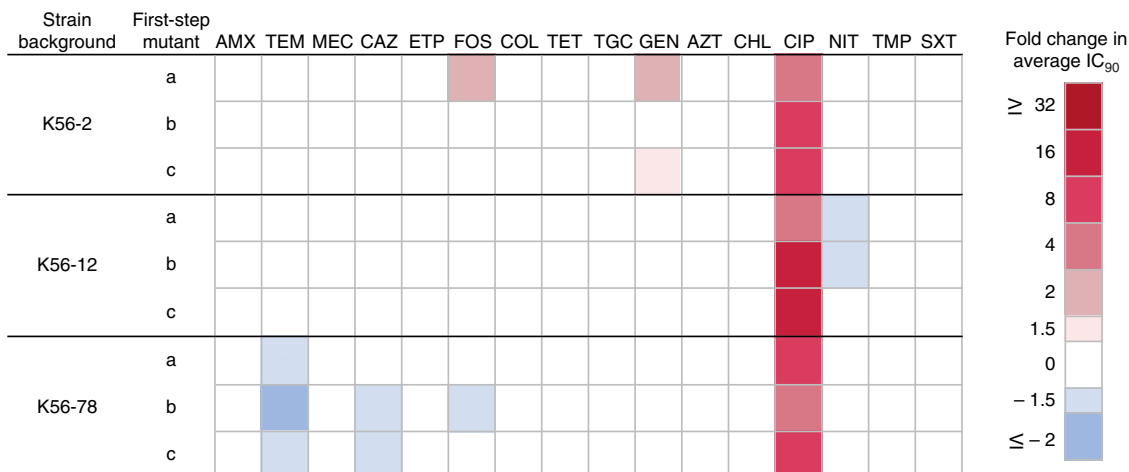 Strain background First-step mutant AMX TEM MEC CAZ ETP FOS COL TET TGC GEN AZT CHL CIP NIT TMP SXT
K56-2
a
b
c
K56-12
a
b
c
K56-78
a
b
c
Fold change in
average IC90
≥ 32
16
8
4
2
1.5
0
– 1.5
≤ – 2